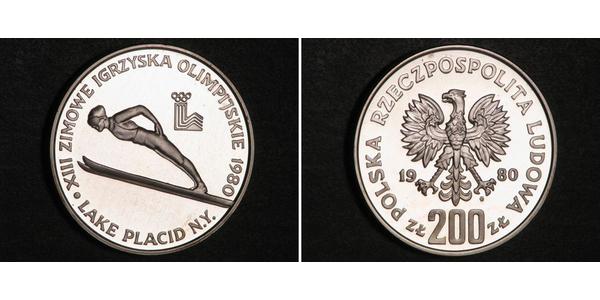 XIII ZIMOWE IGRZYSKA OLIMPIJSKIE 1980
• LAKE PLACID N.Y.
POLSKA RZECZPOSPOLITA LUDOWA
19 80
ZŁ 200 ZŁ